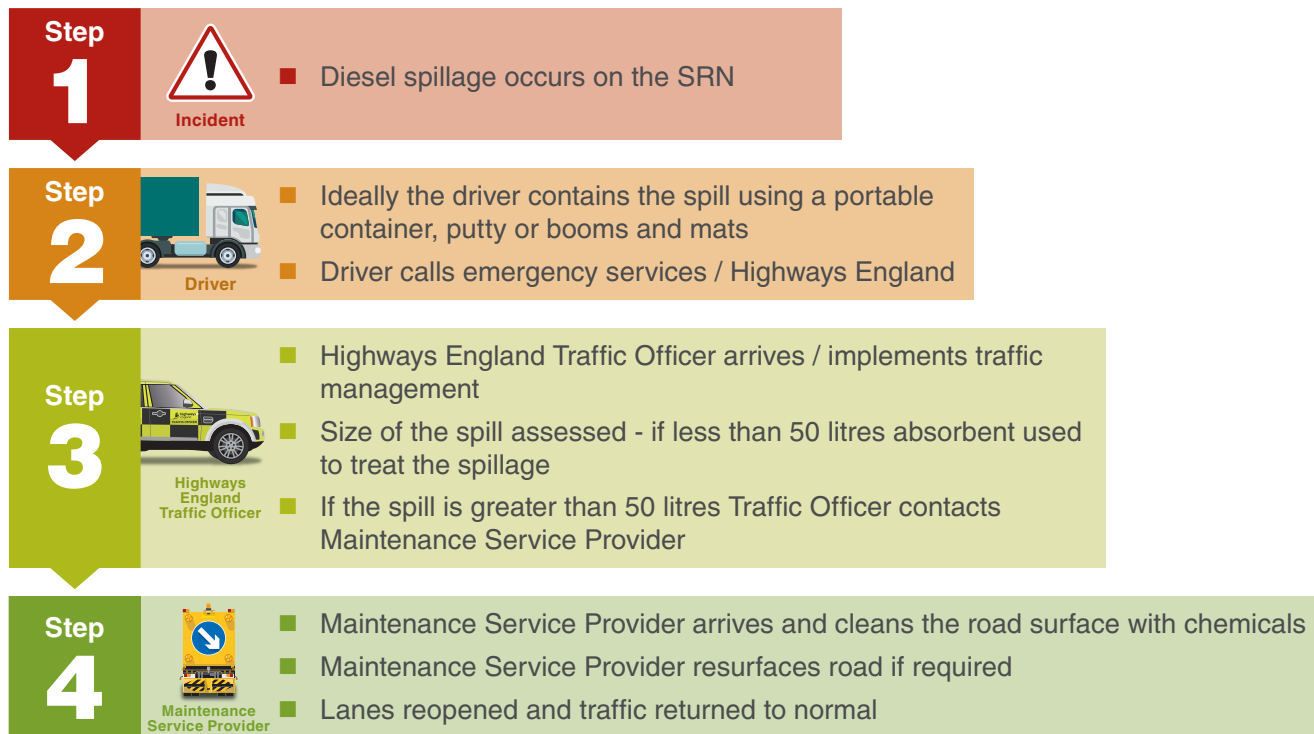 Step
1
Incident
Diesel spillage occurs on the SRN
Step
2
Driver
Ideally the driver contains the spill using a portable
container, putty or booms and mats
Driver calls emergency services / Highways England
Step
3
Highways
England
Traffic Officer
Highways England Traffic Officer arrives / implements traffic
management
Size of the spill assessed - if less than 50 litres absorbent used
to treat the spillage
If the spill is greater than 50 litres Traffic Officer contacts
Maintenance Service Provider
Step
4
Maintenance
Service Provider
Maintenance Service Provider arrives and cleans the road surface with chemicals
Maintenance Service Provider resurfaces road if required
Lanes reopened and traffic returned to normal